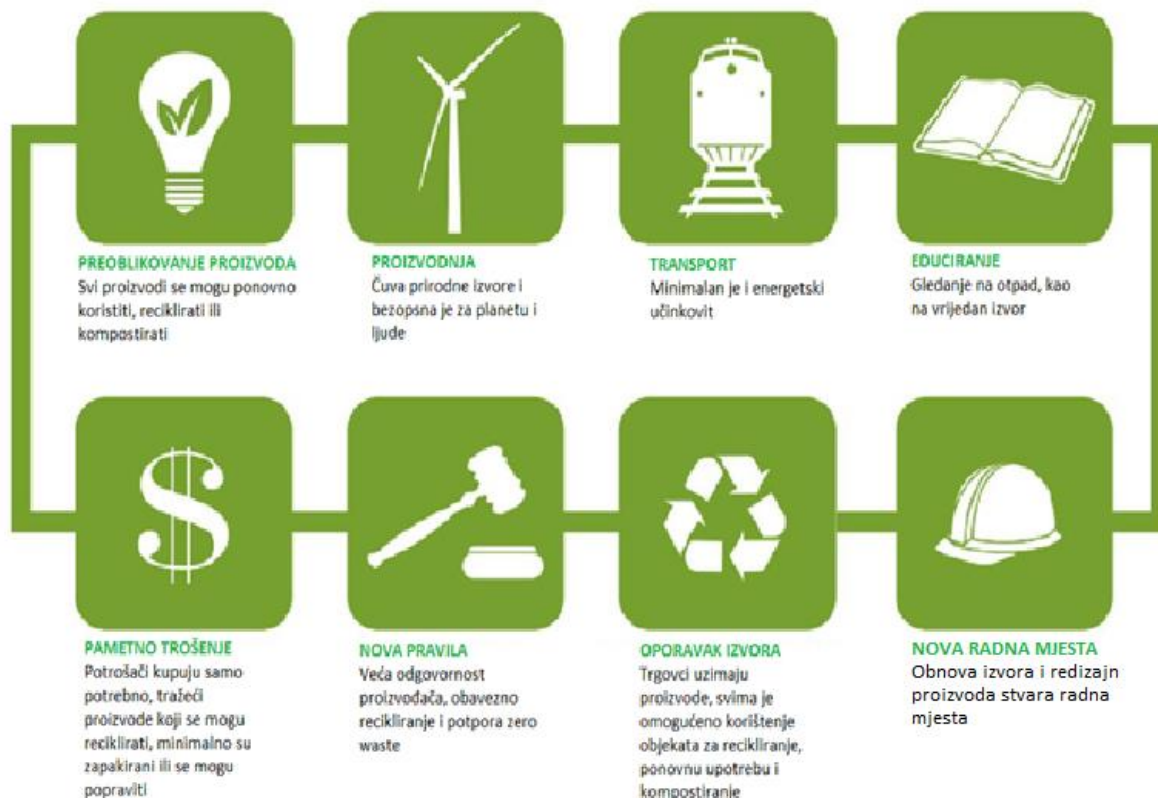 PREOBLIKOVANJE PROIZVODA
Svi proizvodi se mogu ponovno
koristiti, reciklirati ili
kompostirati
PROIZVODNJA
Čuva prirodne izvore i
bezopsna je za planetu i
ljude
TRANSPORT
Minimalan je i energetski
učinkovit
EDUCIRANJE
Gledanje na otpad, kao
na vrijedan izvor
PAMETNO TROŠENJE
Potrošači kupuju samo
potrebno, tražeći
proizvode koji se mogu
reciklirati, minimalno su
zapakirani ili se mogu
popraviti
NOVA PRAVILA
Veća odgovornost
proizvođača, obavezno
recikliranje i potpora zero
waste
OPORAVAK IZVORA
Trgovci uzimaju
proizvode, svima je
omogućeno korištenje
objekata za recikliranje,
ponovnu upotrebu i
kompostiranje
NOVA RADNA MJESTA
Obnova izvora i redizajn
proizvoda stvara radna
mjesta